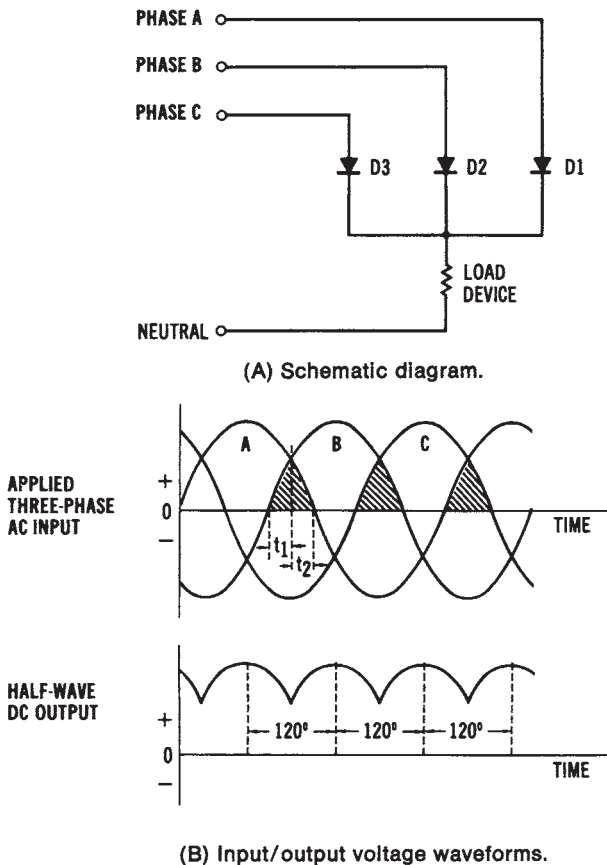 PHASE A
PHASE B
PHASE C
D3
D2
D1
LOAD
DEVICE
NEUTRAL
(A) Schematic diagram.
A
B
C
APPLIED
THREE-PHASE
AC INPUT
+
0
−
t1
t2
TIME
HALF-WAVE
DC OUTPUT
+
0
−
120°
120°
120°
TIME
(B) Input/output voltage waveforms.